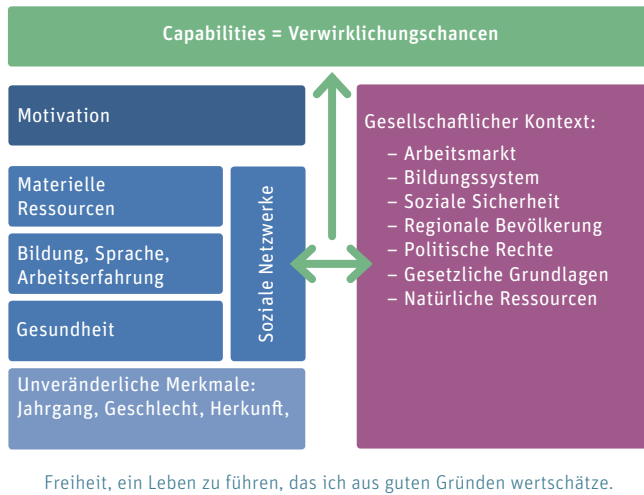 Capabilities = Verwirklichungschancen
Motivation
Materielle
Ressourcen
Bildung, Sprache,
Arbeitserfahrung
Gesundheit
Soziale Netzwerke
Unveränderliche Merkmale:
Jahrgang, Geschlecht, Herkunft,
Gesellschaftlicher Kontext:
– Arbeitsmarkt
– Bildungssystem
– Soziale Sicherheit
– Regionale Bevölkerung
– Politische Rechte
– Gesetzliche Grundlagen
– Natürliche Ressourcen
Freiheit, ein Leben zu führen, das ich aus guten Gründen wertschätze.